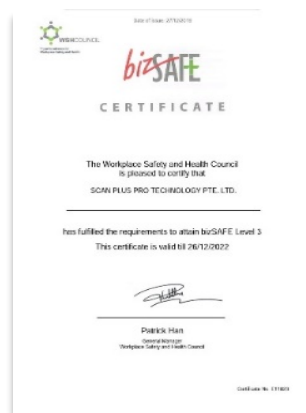 WSHCOUNCIL
bizSAFE
CERTIFICATE
The Workplace Safety and Health Council
is pleased to certify that
SCAN PLUS PRO TECHNOLOGY PTE. LTD.
has fulfilled the requirements to attain bizSAFE Level 3
This certificate is valid till 26/12/2022
Patrick Han
General Manager
Workplace Safety and Health Council
Certificate No.